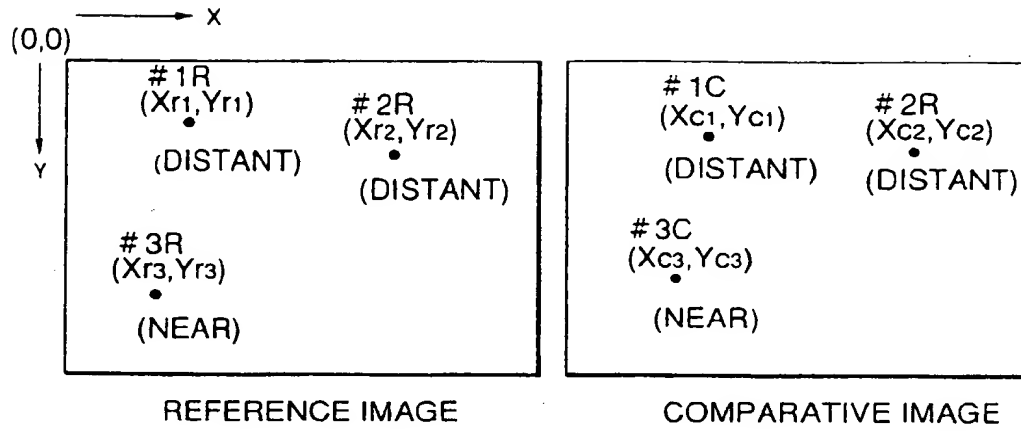 X
(0,0)
Y
#1R
(Xr1,Yr1)
(DISTANT)
#2R
(Xr2,Yr2)
(DISTANT)
#3R
(Xr3,Yr3)
(NEAR)
REFERENCE IMAGE
#1C
(Xc1,Yc1)
(DISTANT)
#2R
(Xc2,Yc2)
(DISTANT)
#3C
(Xc3,Yc3)
(NEAR)
COMPARATIVE IMAGE